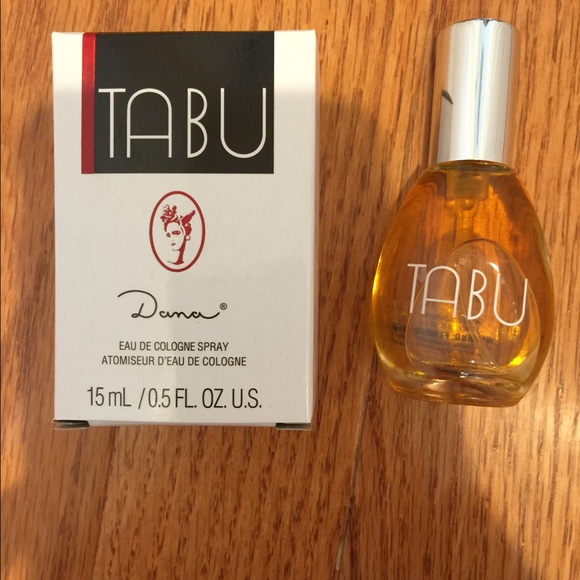 TABU
Dana®
EAU DE COLOGNE SPRAY
ATOMISEUR D'EAU DE COLOGNE
15 mL / 0.5 FL. OZ. U.S.
TABU